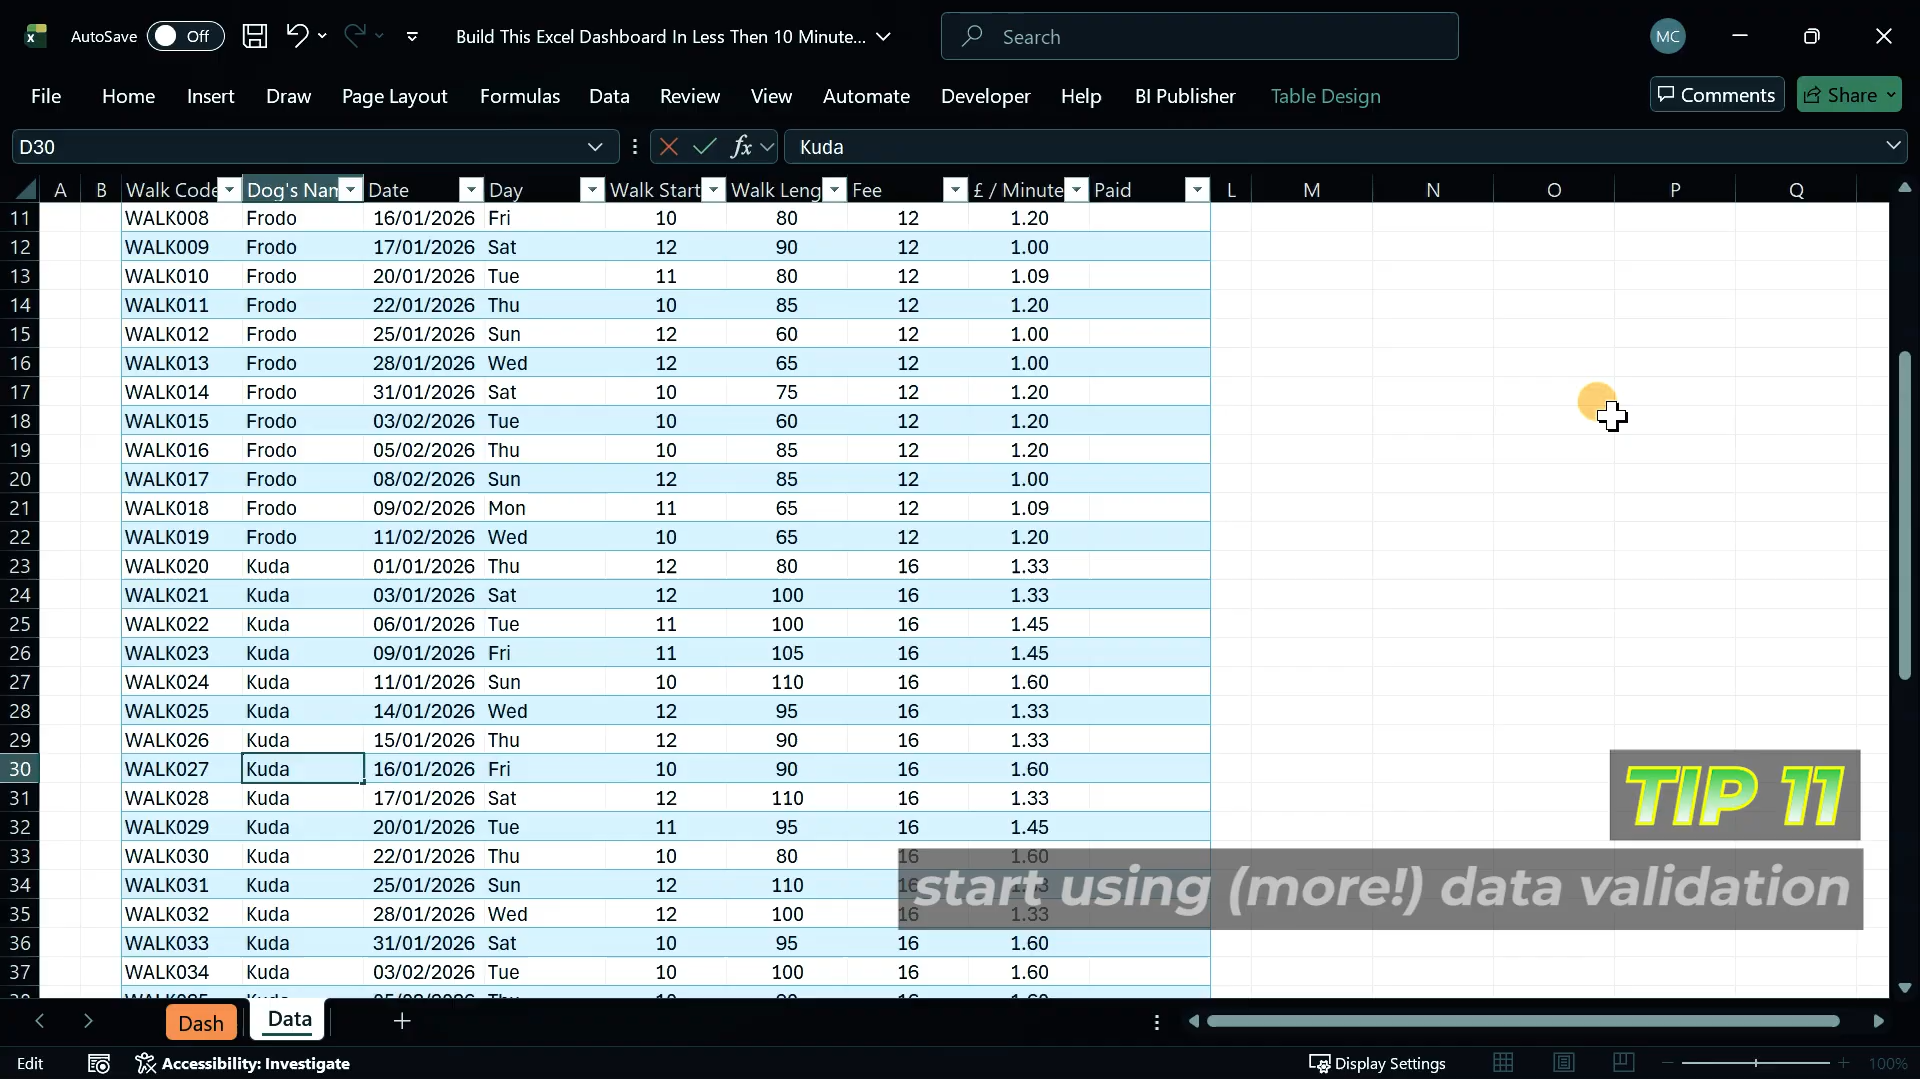 AutoSave Off Build This Excel Dashboard In Less Then 10 Minute... Search MC
File Home Insert Draw Page Layout Formulas Data Review View Automate Developer Help BI Publisher Table Design Comments Share
D30 fx Kuda
A B Walk Code Dog's Nam Date Day Walk Start Walk Leng Fee £ / Minute Paid L M N O P Q
11 WALK008 Frodo 16/01/2026 Fri 10 80 12 1.20
12 WALK009 Frodo 17/01/2026 Sat 12 90 12 1.00
13 WALK010 Frodo 20/01/2026 Tue 11 80 12 1.09
14 WALK011 Frodo 22/01/2026 Thu 10 85 12 1.20
15 WALK012 Frodo 25/01/2026 Sun 12 60 12 1.00
16 WALK013 Frodo 28/01/2026 Wed 12 65 12 1.00
17 WALK014 Frodo 31/01/2026 Sat 10 75 12 1.20
18 WALK015 Frodo 03/02/2026 Tue 10 60 12 1.20
19 WALK016 Frodo 05/02/2026 Thu 10 85 12 1.20
20 WALK017 Frodo 08/02/2026 Sun 12 85 12 1.00
21 WALK018 Frodo 09/02/2026 Mon 11 65 12 1.09
22 WALK019 Frodo 11/02/2026 Wed 10 65 12 1.20
23 WALK020 Kuda 01/01/2026 Thu 12 80 16 1.33
24 WALK021 Kuda 03/01/2026 Sat 12 100 16 1.33
25 WALK022 Kuda 06/01/2026 Tue 11 100 16 1.45
26 WALK023 Kuda 09/01/2026 Fri 11 105 16 1.45
27 WALK024 Kuda 11/01/2026 Sun 10 110 16 1.60
28 WALK025 Kuda 14/01/2026 Wed 12 95 16 1.33
29 WALK026 Kuda 15/01/2026 Thu 12 90 16 1.33
30 WALK027 Kuda 16/01/2026 Fri 10 90 16 1.60
31 WALK028 Kuda 17/01/2026 Sat 12 110 16 1.33
32 WALK029 Kuda 20/01/2026 Tue 11 95 16 1.45
TIP 11
33 WALK030 Kuda 22/01/2026 Thu 10 80 16 1.60
34 WALK031 Kuda 25/01/2026 Sun 12 110
start using (more!) data validation
35 WALK032 Kuda 28/01/2026 Wed 12 100 16 1.33
36 WALK033 Kuda 31/01/2026 Sat 10 95 16 1.60
37 WALK034 Kuda 03/02/2026 Tue 10 100 16 1.60
Dash Data
Edit Accessibility: Investigate Display Settings 100%